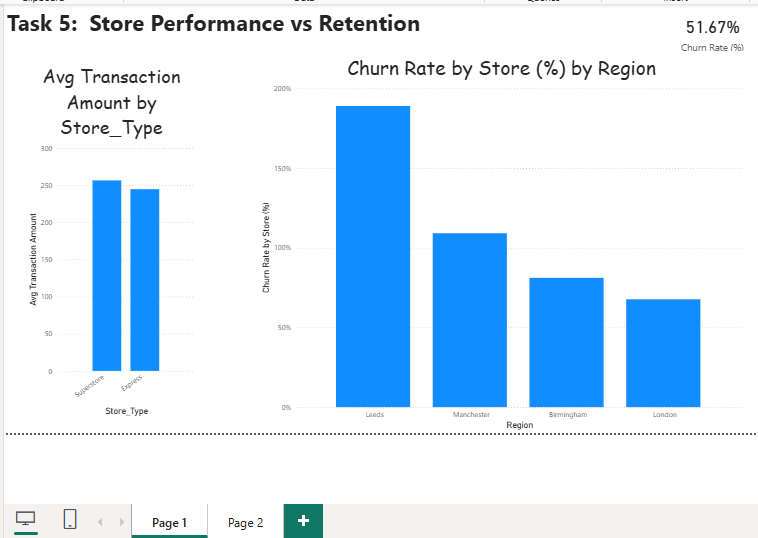 Task 5: Store Performance vs Retention
51.67%
Churn Rate (%)
Avg Transaction
Amount by
Store_Type
300
250
200
150
100
50
0
Avg Transaction Amount
Superstore
Express
Store_Type
Churn Rate by Store (%) by Region
200%
150%
100%
50%
0%
Churn Rate by Store (%)
Leeds
Manchester
Birmingham
London
Region
Page 1
Page 2
+